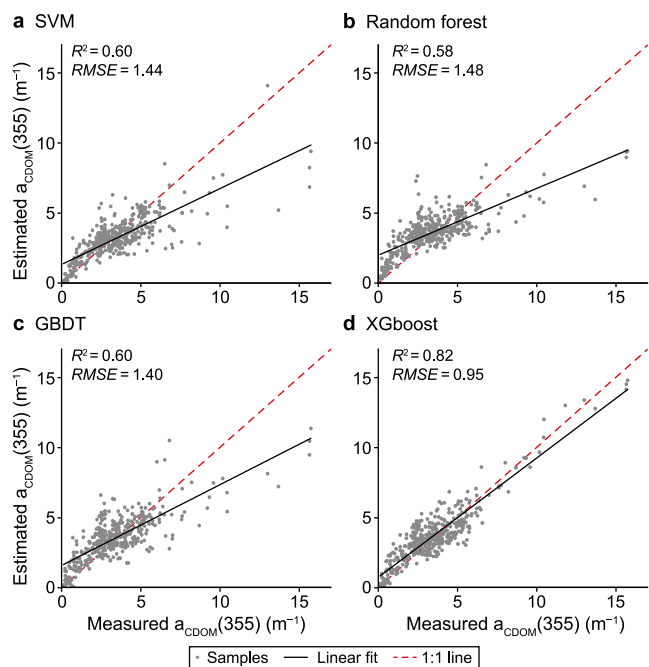 a SVM
R² = 0.60
RMSE = 1.44
15
10
5
0
0 5 10 15
Estimated aCDOM(355) (m⁻¹)
b Random forest
R² = 0.58
RMSE = 1.48
15
10
5
0
0 5 10 15
c GBDT
R² = 0.60
RMSE = 1.40
15
10
5
0
0 5 10 15
Estimated aCDOM(355) (m⁻¹)
Measured aCDOM(355) (m⁻¹)
d XGboost
R² = 0.82
RMSE = 0.95
15
10
5
0
0 5 10 15
Measured aCDOM(355) (m⁻¹)
Samples Linear fit 1:1 line